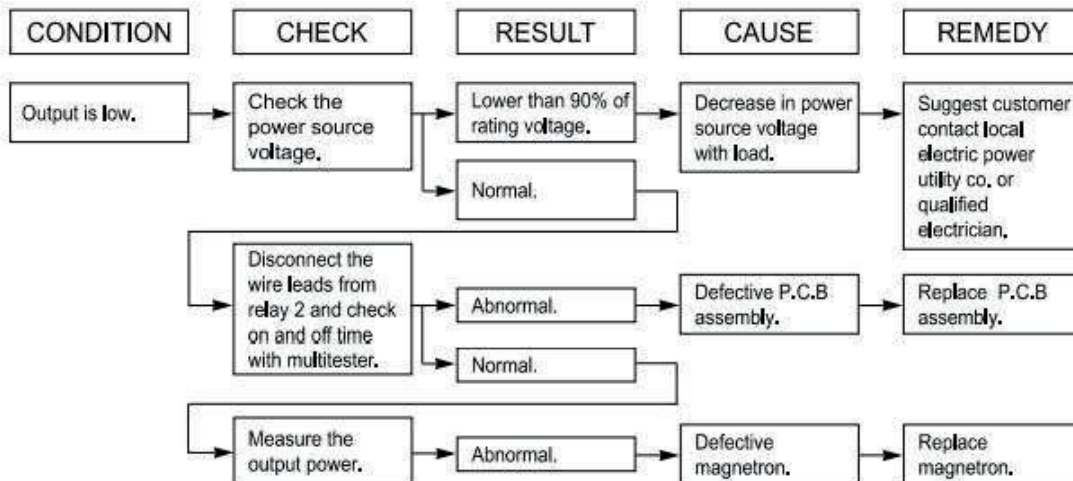 CONDITION
CHECK
RESULT
CAUSE
REMEDY
Output is low.
Check the
power source
voltage.
Lower than 90% of
rating voltage.
Decrease in power
source voltage
with load.
Suggest customer
contact local
electric power
utility co. or
qualified
electrician.
Normal.
Disconnect the
wire leads from
relay 2 and check
on and off time
with multitester.
Abnormal.
Defective P.C.B
assembly.
Replace P.C.B
assembly.
Normal.
Measure the
output power.
Abnormal.
Defective
magnetron.
Replace
magnetron.